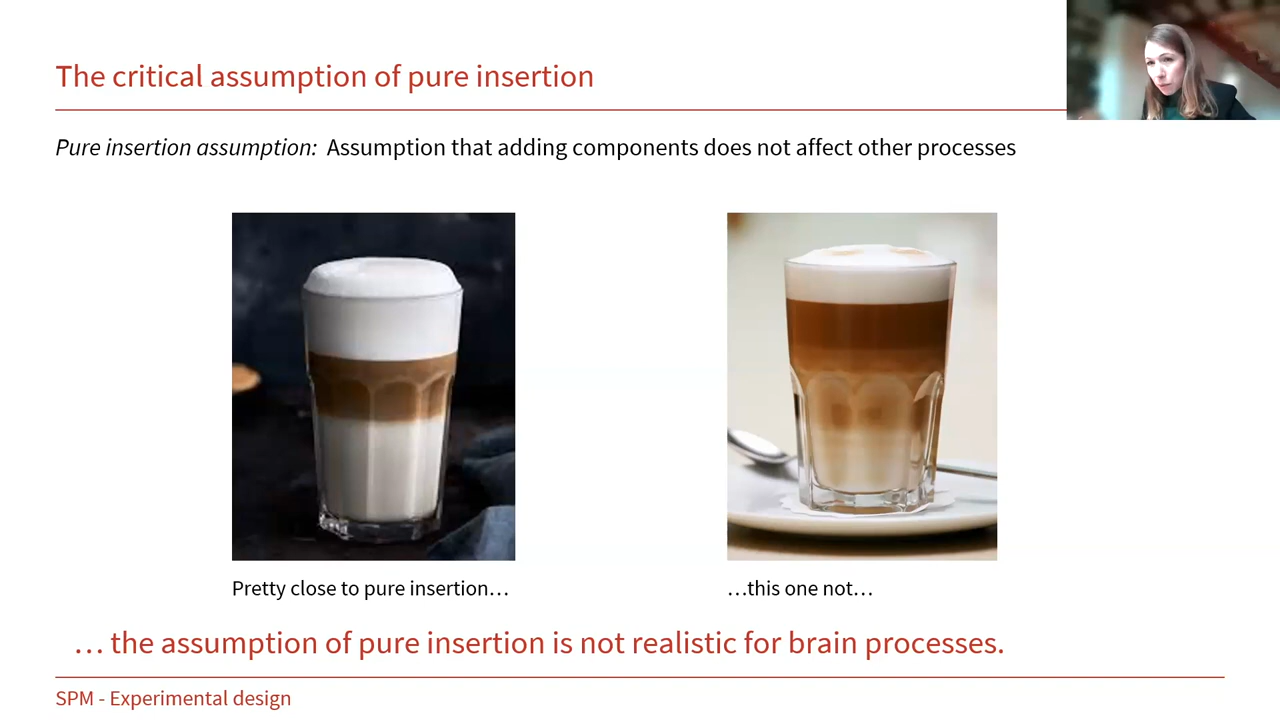 The critical assumption of pure insertion
Pure insertion assumption: Assumption that adding components does not affect other processes
Pretty close to pure insertion…
…this one not…
… the assumption of pure insertion is not realistic for brain processes.
SPM - Experimental design